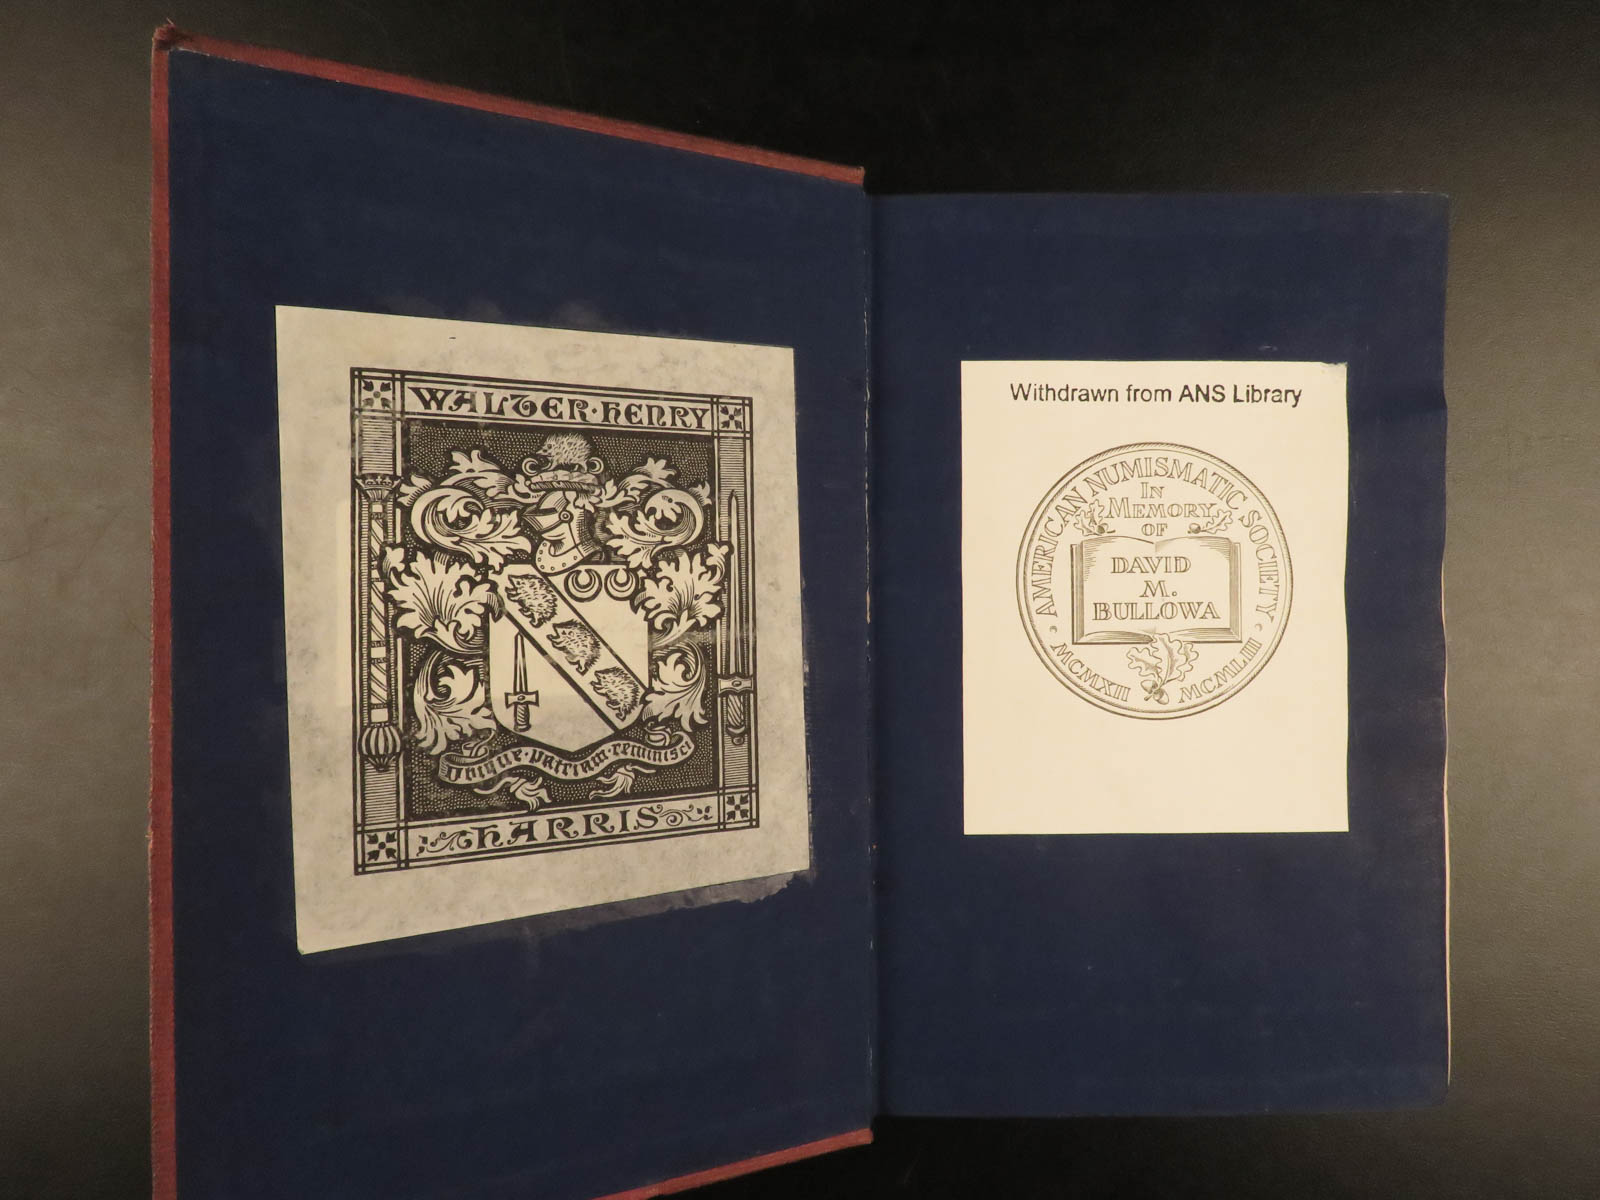 WALTER·HENRY
Ubique·patriam·reminisci
HARRIS
Withdrawn from ANS Library
AMERICAN NUMISMATIC SOCIETY
IN
MEMORY
OF
DAVID
M.
BULLOWA
MCMXII MCMLIII